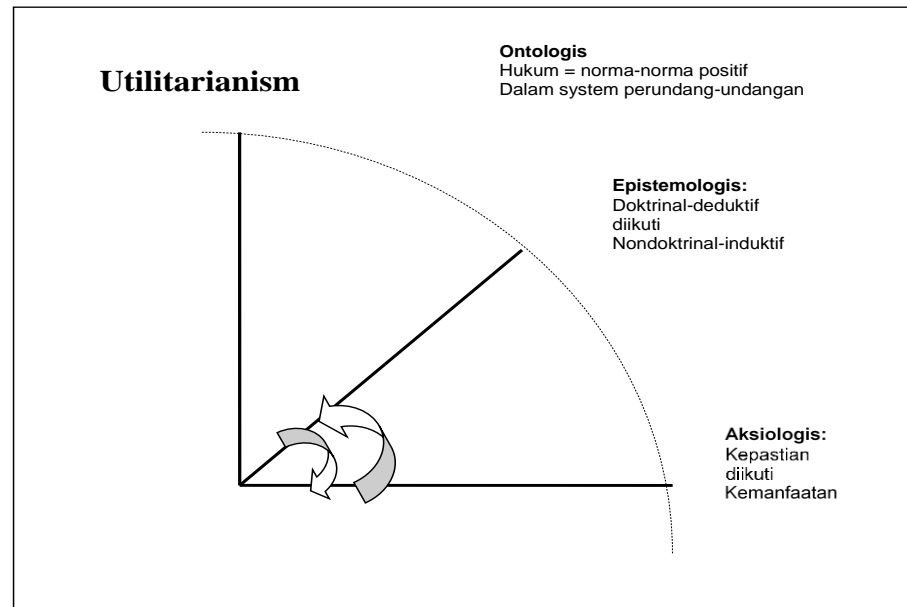 Utilitarianism
Ontologis
Hukum = norma-norma positif
Dalam system perundang-undangan
Epistemologis:
Doktrinal-deduktif
diikuti
Nondoktrinal-induktif
Aksiologis:
Kepastian
diikuti
Kemanfaatan